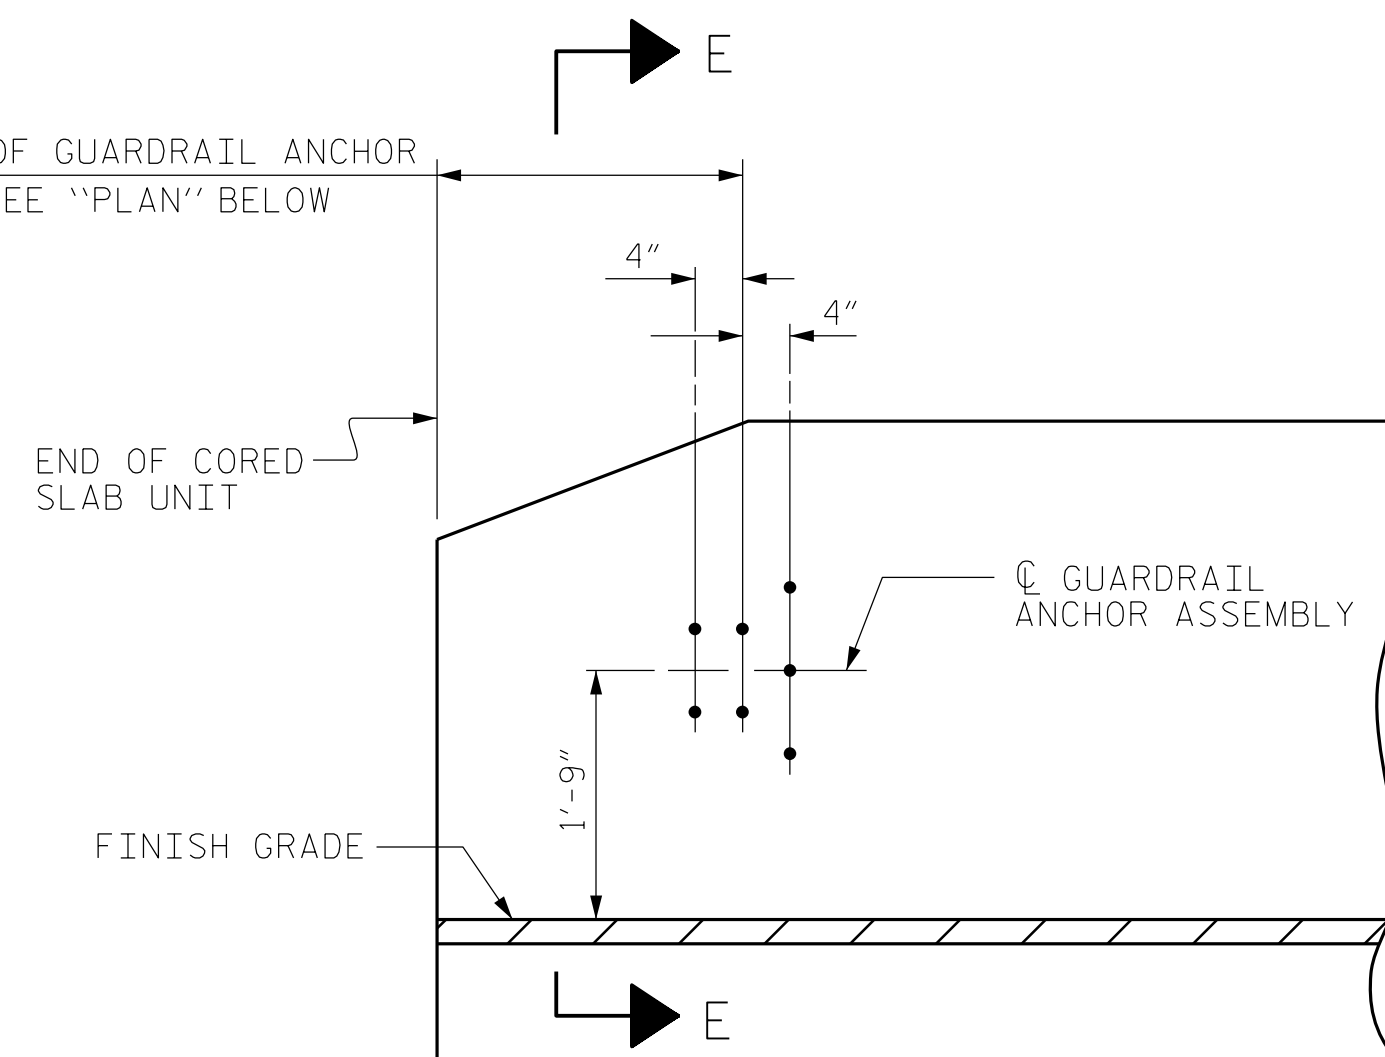 E
OF GUARDRAIL ANCHOR
EE "PLAN" BELOW
4"
4"
END OF CORED
SLAB UNIT
℄ GUARDRAIL
ANCHOR ASSEMBLY
1'-9"
FINISH GRADE
E